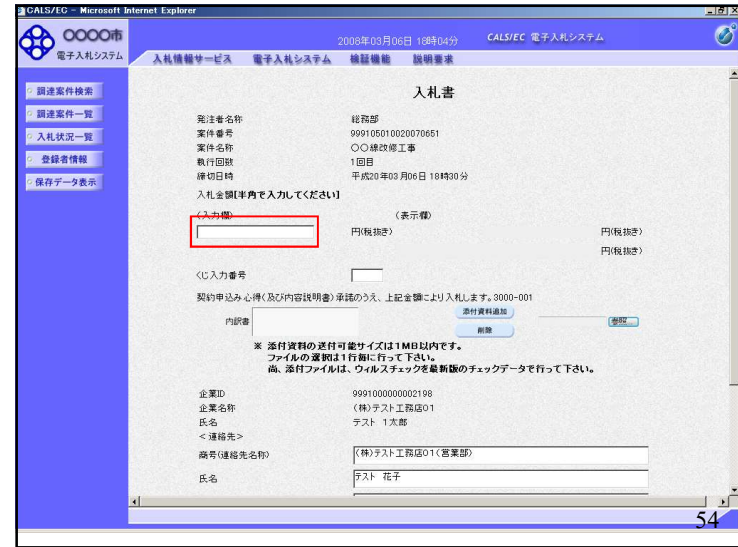 CALS/EC - Microsoft Internet Explorer
〇〇〇〇市
電子入札システム
2008年03月06日 18時04分
CALS/EC 電子入札システム
入札情報サービス 電子入札システム 検証機能 説明要求
調達案件検索
調達案件一覧
入札状況一覧
登録者情報
保存データ表示
入札書
発注者名称 総務部
案件番号 999105010020070651
案件名称 〇〇線改修工事
執行回数 1回目
締切日時 平成20年03月06日 18時30分
入札金額[半角で入力してください]
(入力欄) (表示欄)
円(税抜き) 円(税抜き)
円(税抜き)
くじ入力番号
契約申込み心得(及び内容説明書)承諾のうえ、上記金額により入札します。3000-001
内訳書 添付資料追加 参照...
削除
※ 添付資料の送付可能サイズは1MB以内です。
ファイルの選択は1行毎に行って下さい。
尚、添付ファイルは、ウィルスチェックを最新版のチェックデータで行って下さい。
企業ID 9991000000002198
企業名称 (株)テスト工務店01
氏名 テスト 1太郎
<連絡先>
商号(連絡先名称) (株)テスト工務店01(営業部)
氏名 テスト 花子
54